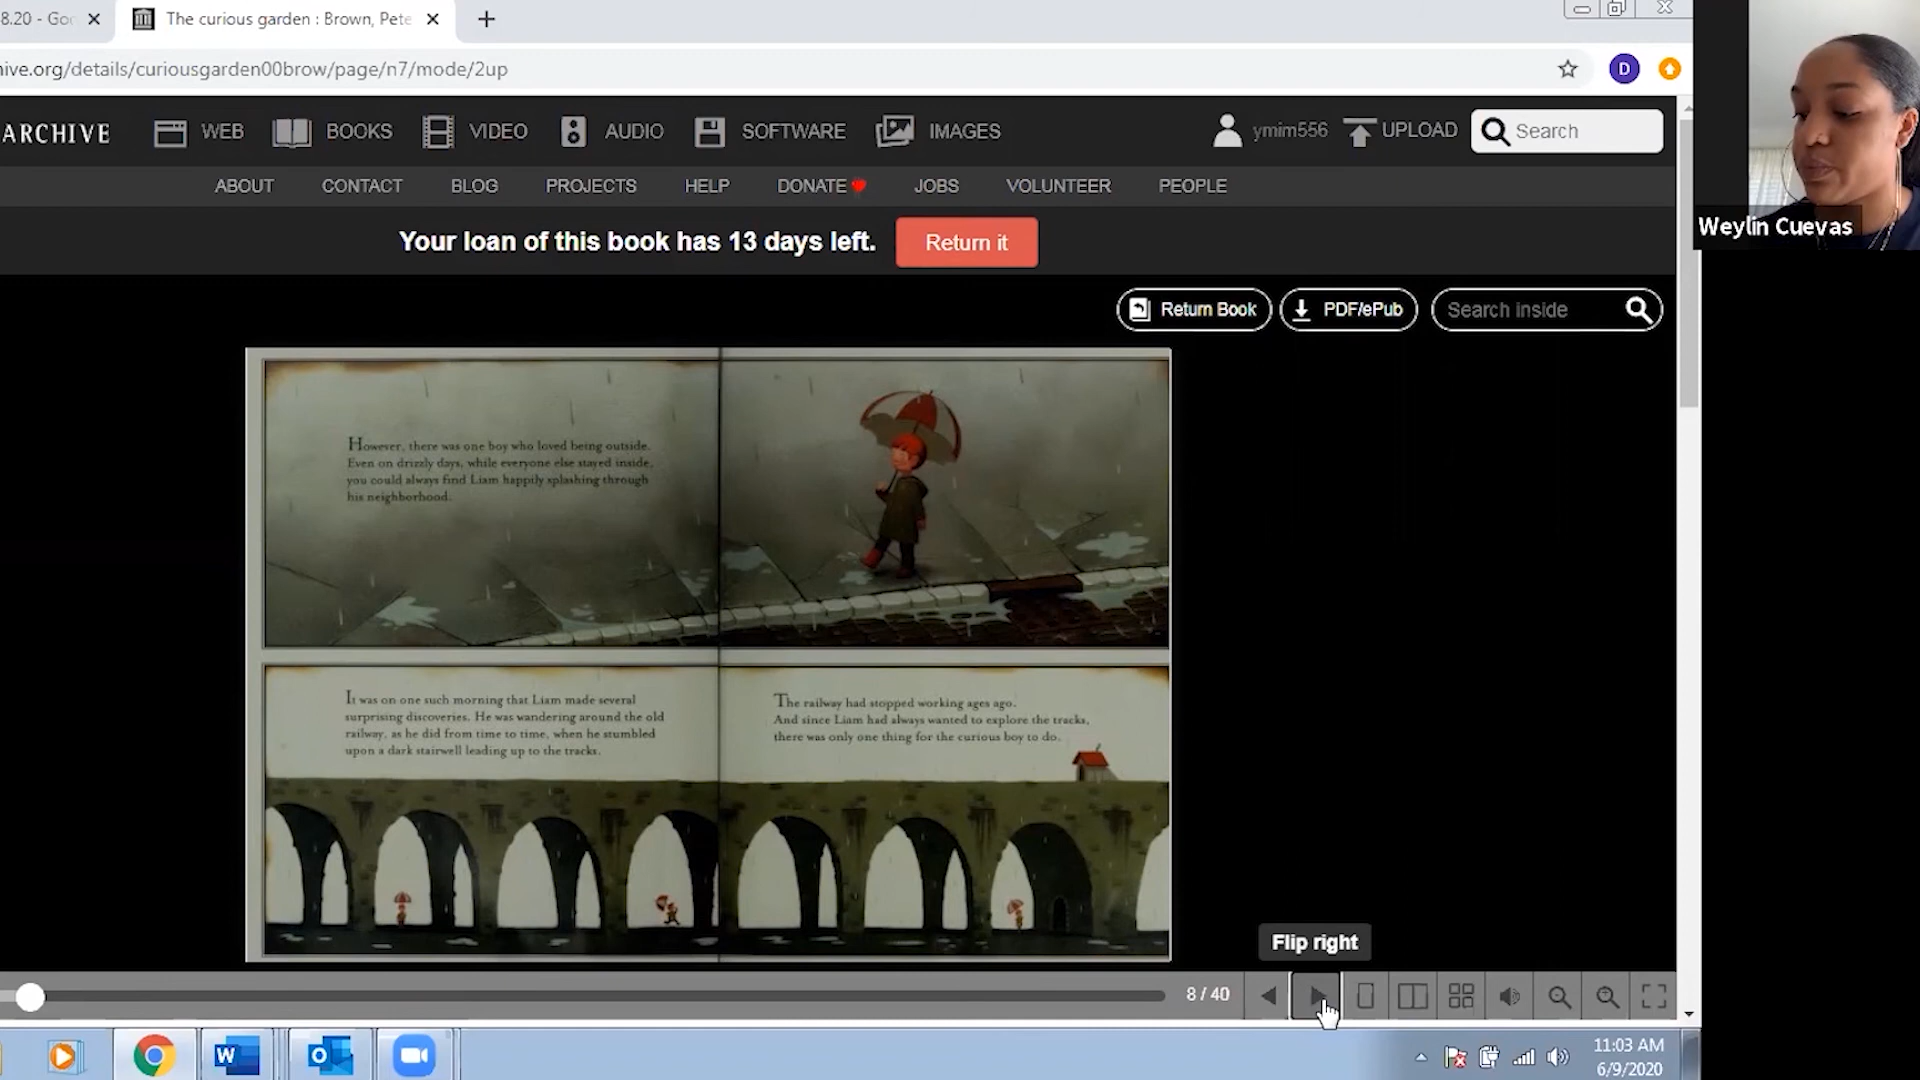 8.20 - Goo
The curious garden : Brown, Pete
ive.org/details/curiousgarden00brow/page/n7/mode/2up
D
ARCHIVE
WEB
BOOKS
VIDEO
AUDIO
SOFTWARE
IMAGES
ymim556
UPLOAD
Search
ABOUT
CONTACT
BLOG
PROJECTS
HELP
DONATE
JOBS
VOLUNTEER
PEOPLE
Weylin Cuevas
Your loan of this book has 13 days left.
Return it
Return Book
PDF/ePub
Search inside
However, there was one boy who loved being outside.
Even on drizzly days, while everyone else stayed inside,
you could always find Liam happily splashing through
his neighborhood.
It was on one such morning that Liam made several
surprising discoveries. He was wandering around the old
railway, as he did from time to time, when he stumbled
upon a dark stairwell leading up to the tracks.
The railway had stopped working ages ago.
And since Liam had always wanted to explore the tracks,
there was only one thing for the curious boy to do.
Flip right
8 / 40
W
O
11:03 AM
6/9/2020